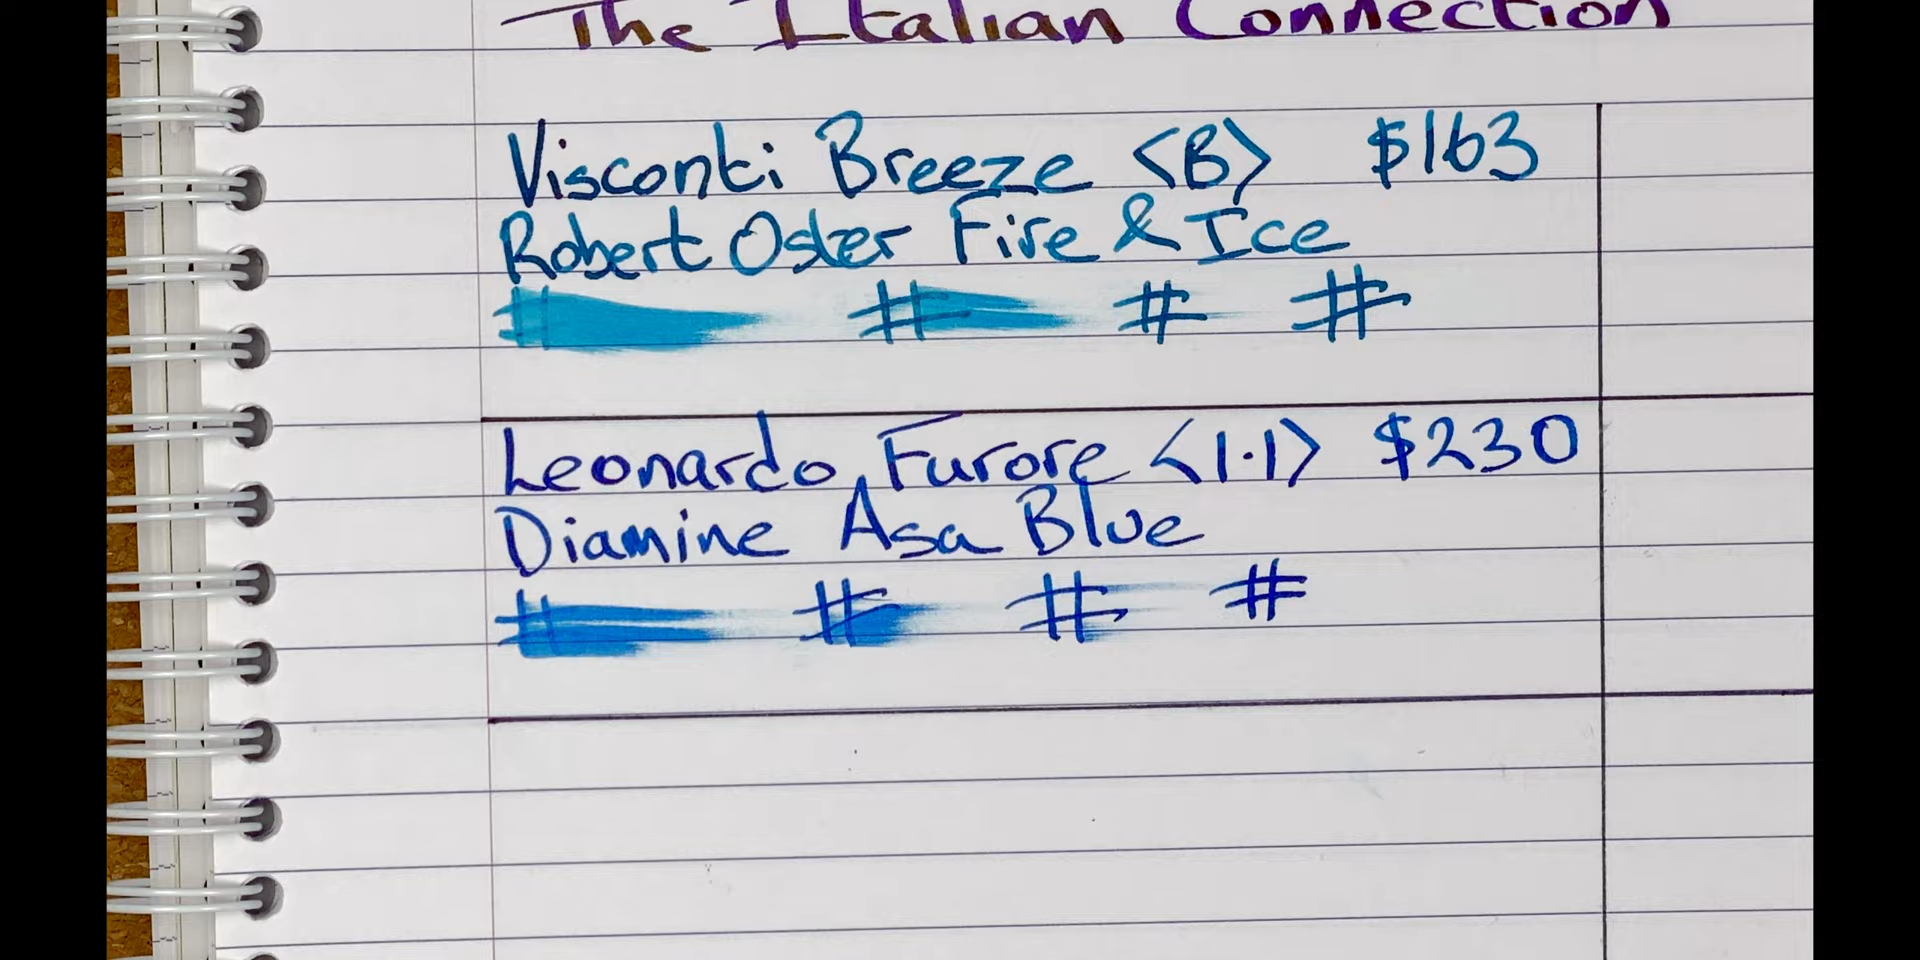 The Italian Connection
Visconti Breeze <B> $163
Robert Oster Fire & Ice
# # # #
Leonardo Furore <1.1> $230
Diamine Asa Blue
# # # #